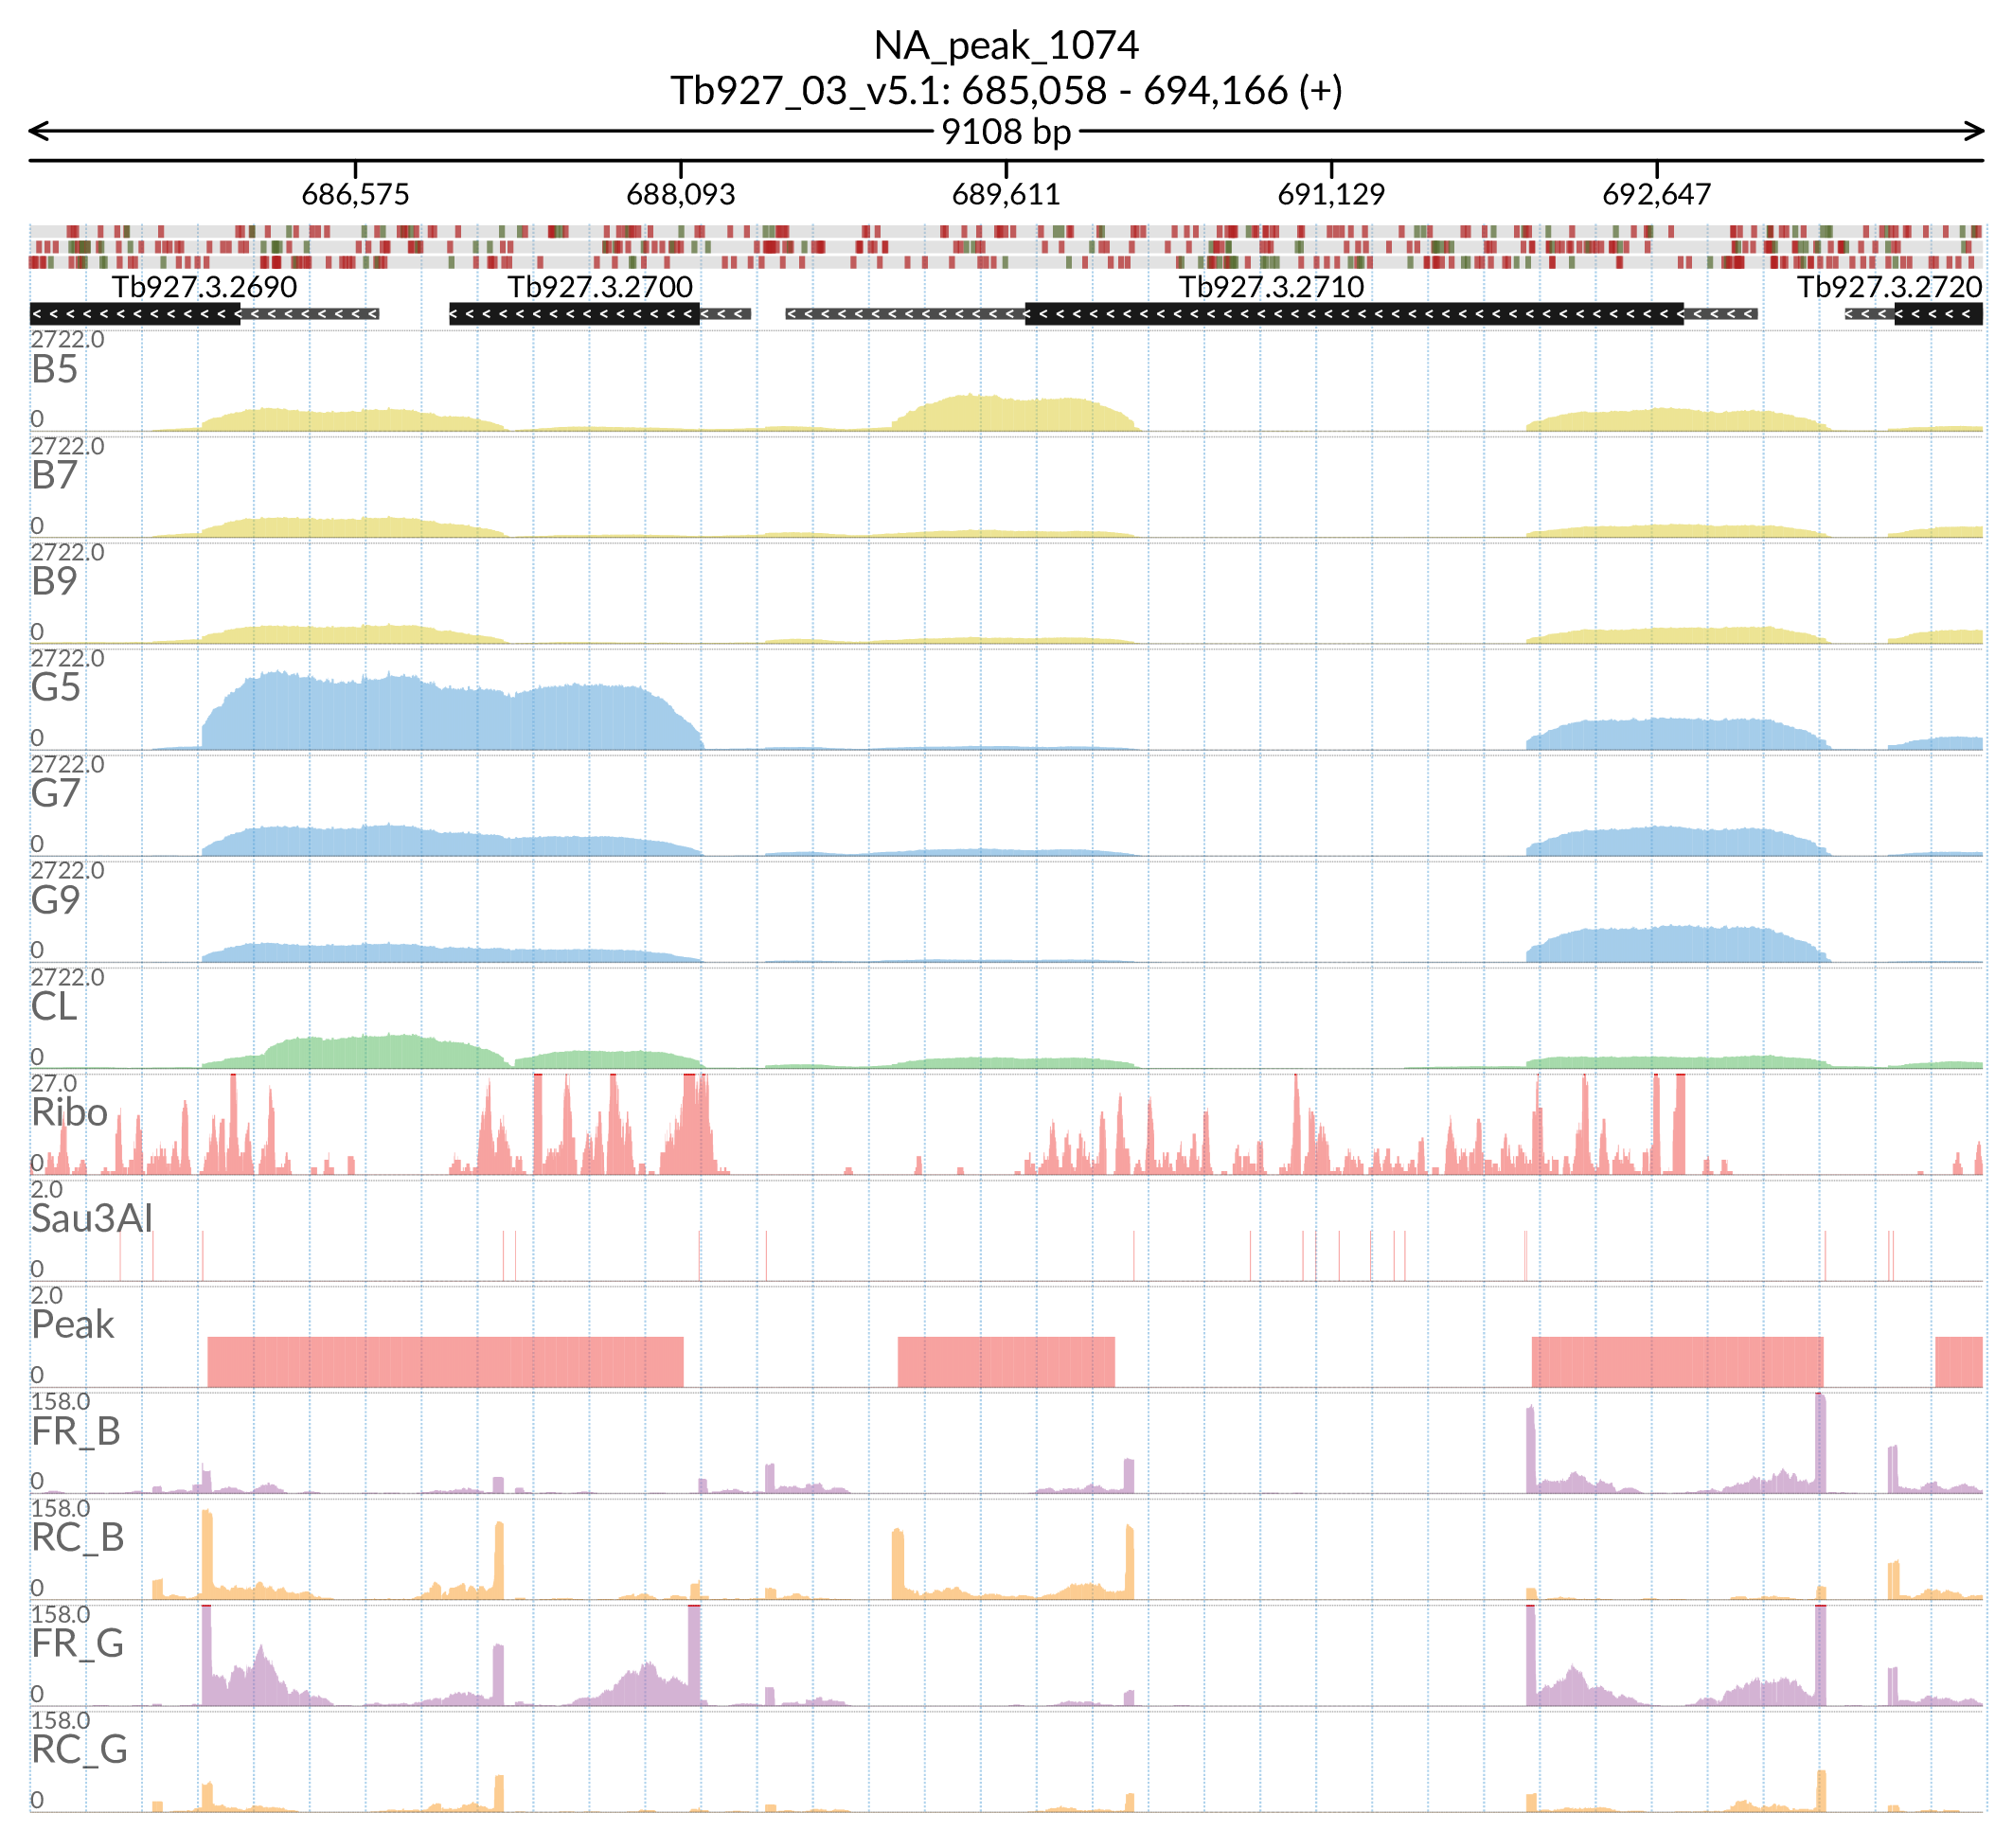 NA_peak_1074
Tb927_03_v5.1: 685,058 - 694,166 (+)
9108 bp
686,575 688,093 689,611 691,129 692,647
Tb927.3.2690 Tb927.3.2700 Tb927.3.2710 Tb927.3.2720
2722.0
B5
0
2722.0
B7
0
2722.0
B9
0
2722.0
G5
0
2722.0
G7
0
2722.0
G9
0
2722.0
CL
0
27.0
Ribo
0
2.0
Sau3AI
0
2.0
Peak
0
158.0
FR_B
0
158.0
RC_B
0
158.0
FR_G
0
158.0
RC_G
0